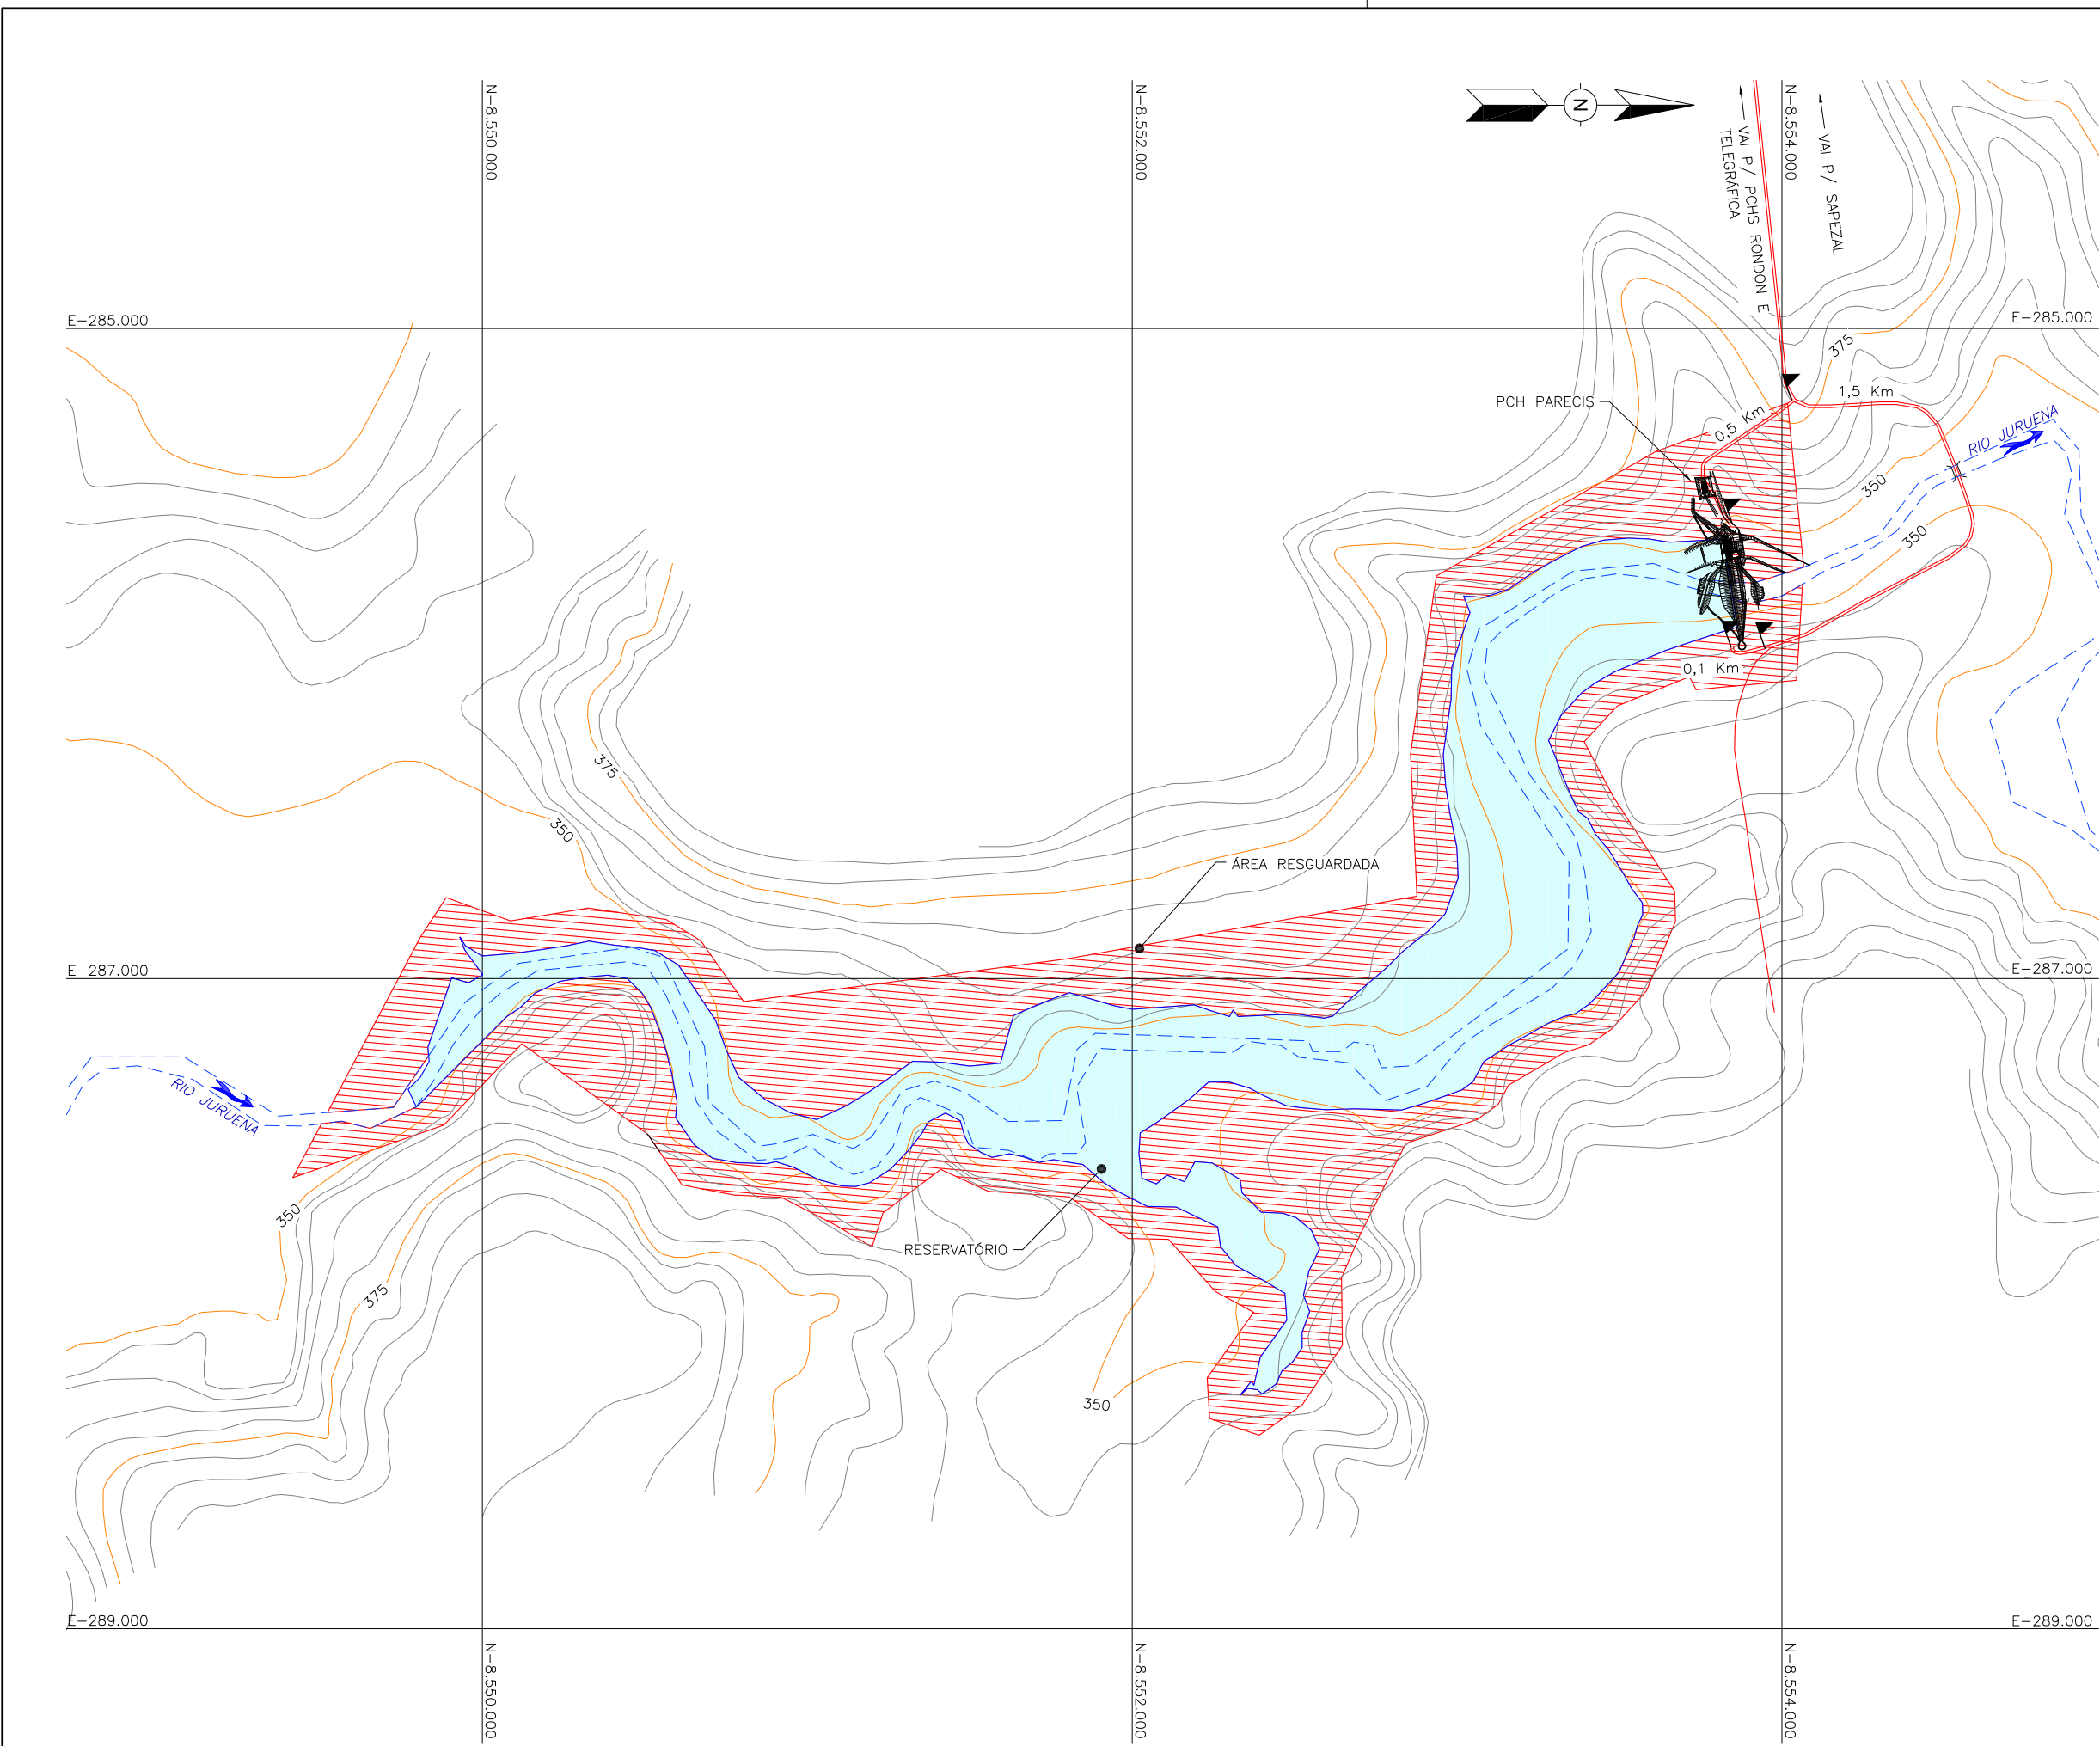 N-8.550.000
N-8.552.000
N-8.554.000
N
VAI P/ PCHS RONDON E
TELEGRÁFICA
VAI P/ SAPEZAL
E-285.000
E-285.000
375
1,5 Km
PCH PARECIS
0,5 Km
RIO JURUENA
350
350
0,1 Km
375
350
ÁREA RESGUARDADA
E-287.000
E-287.000
RIO JURUENA
350
RESERVATÓRIO
375
350
E-289.000
E-289.000
N-8.550.000
N-8.552.000
N-8.554.000